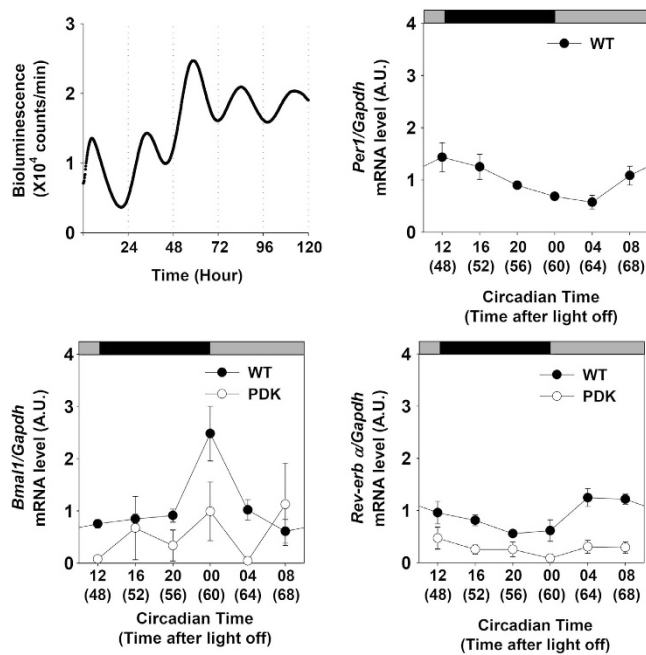 Bioluminescence
(X10⁴ counts/min)
3
2
1
0
24 48 72 96 120
Time (Hour)
Per1/Gapdh
mRNA level (A.U.)
4
3
2
1
0
WT
12 16 20 00 04 08
(48) (52) (56) (60) (64) (68)
Circadian Time
(Time after light off)
Bmal1/Gapdh
mRNA level (A.U.)
4
3
2
1
0
WT
PDK
12 16 20 00 04 08
(48) (52) (56) (60) (64) (68)
Circadian Time
(Time after light off)
Rev-erb α/Gapdh
mRNA level (A.U.)
4
3
2
1
0
WT
PDK
12 16 20 00 04 08
(48) (52) (56) (60) (64) (68)
Circadian Time
(Time after light off)